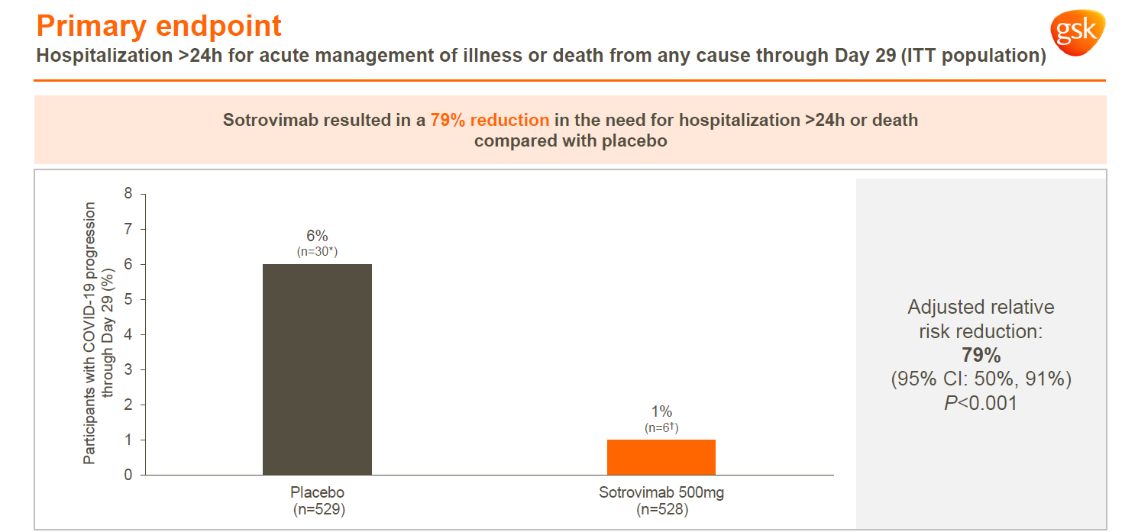 Primary endpoint
Hospitalization >24h for acute management of illness or death from any cause through Day 29 (ITT population)
gsk
Sotrovimab resulted in a 79% reduction in the need for hospitalization >24h or death
compared with placebo
Participants with COVID-19 progression
through Day 29 (%)
8
7
6
5
4
3
2
1
0
6%
(n=30*)
1%
(n=6†)
Placebo
(n=529)
Sotrovimab 500mg
(n=528)
Adjusted relative
risk reduction:
79%
(95% CI: 50%, 91%)
P<0.001